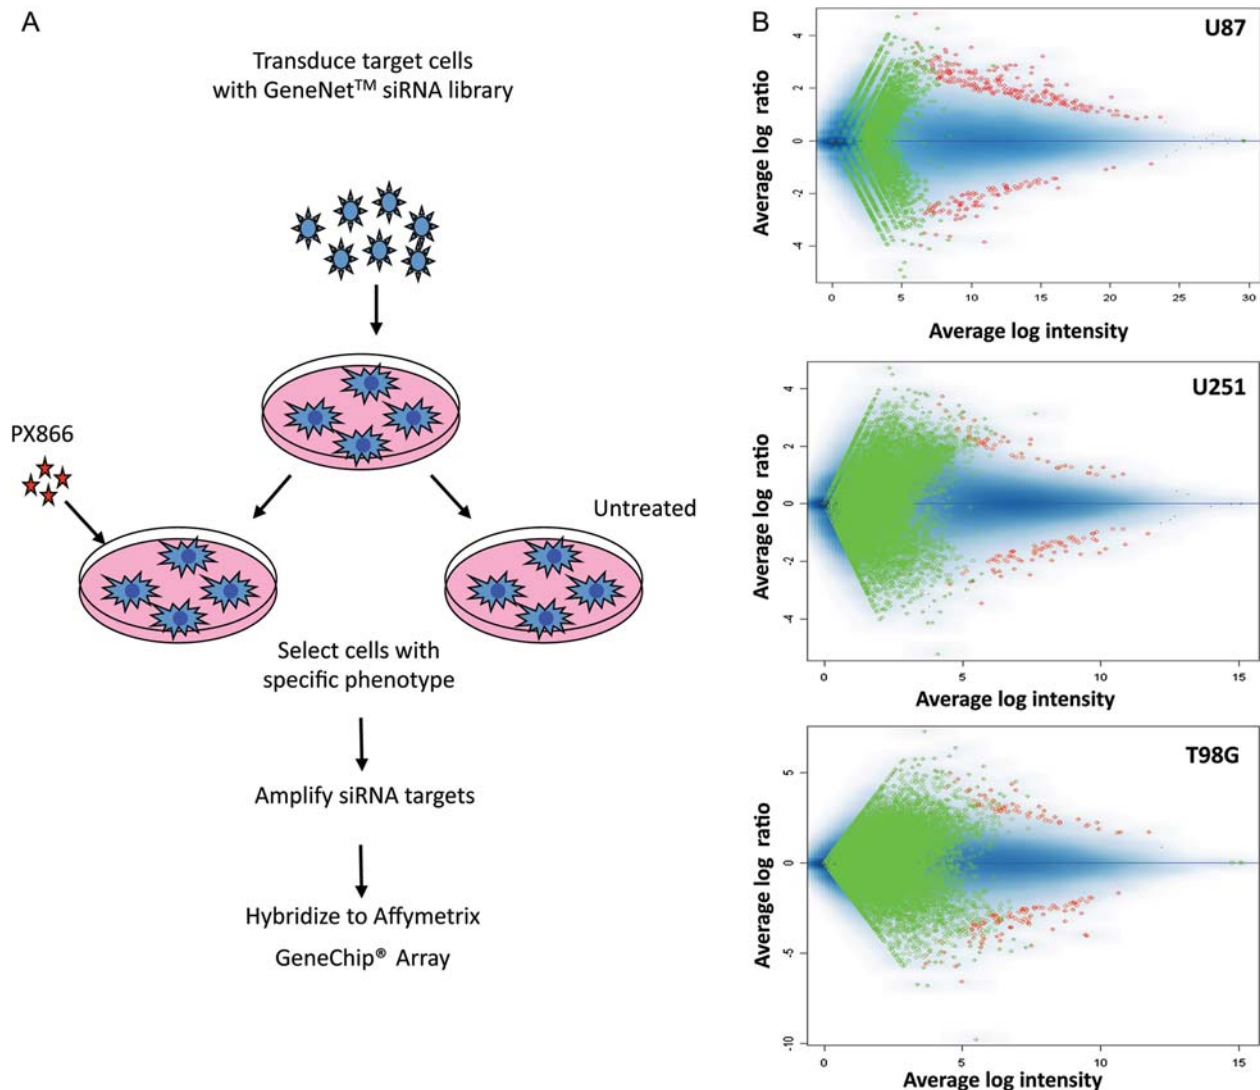 A
Transduce target cells
with GeneNet™ siRNA library
PX866
Untreated
Select cells with
specific phenotype
Amplify siRNA targets
Hybridize to Affymetrix
GeneChip® Array
B
U87
Average log ratio
4
2
0
-2
-4
0 5 10 15 20 25 30
Average log intensity
U251
Average log ratio
4
2
0
-2
-4
0 5 10 15
Average log intensity
T98G
Average log ratio
5
0
-5
-10
0 5 10 15
Average log intensity